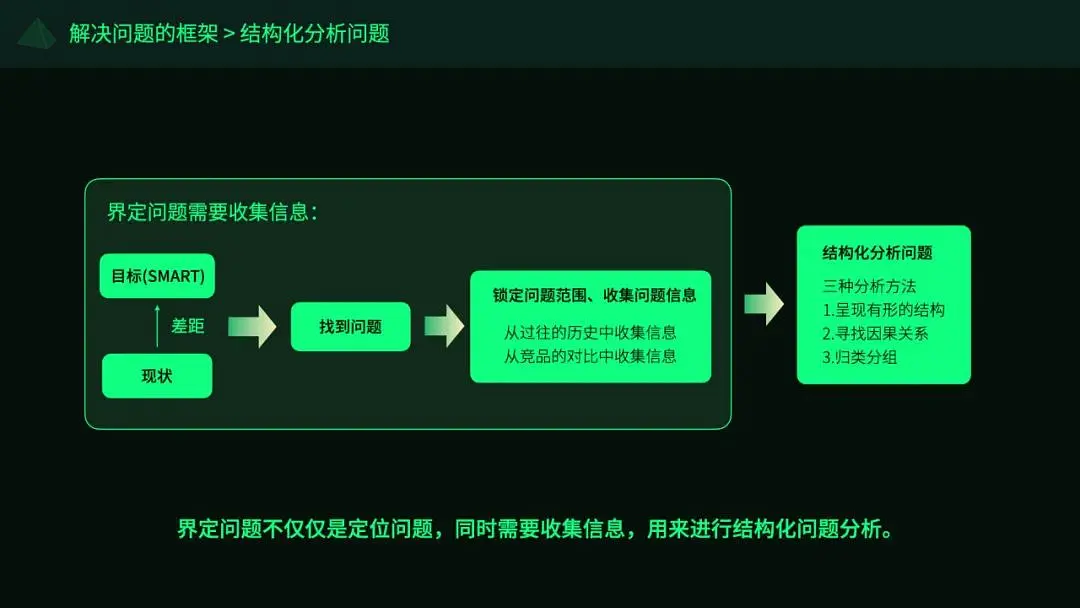 解决问题的框架 > 结构化分析问题
界定问题需要收集信息：
目标(SMART)
差距
现状
找到问题
锁定问题范围、收集问题信息
从过往的历史中收集信息
从竞品的对比中收集信息
结构化分析问题
三种分析方法
1.呈现有形的结构
2.寻找因果关系
3.归类分组
界定问题不仅仅是定位问题，同时需要收集信息，用来进行结构化问题分析。